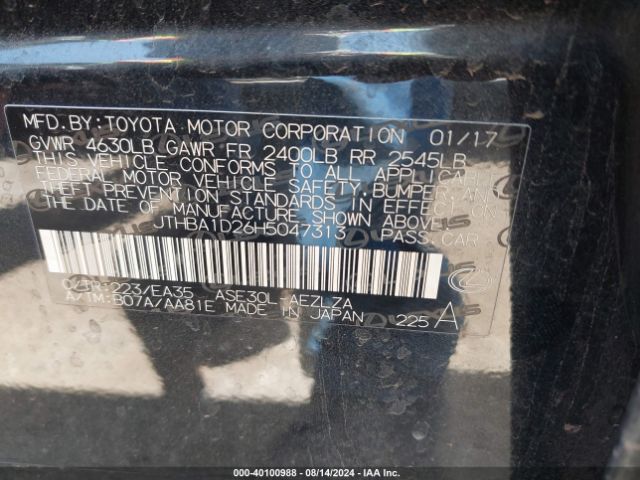 MFD.BY:TOYOTA MOTOR CORPORATION 01/17
GVWR 4630LB GAWR FR 2400LB RR 2545LB
THIS VEHICLE CONFORMS TO ALL APPLICABLE
FEDERAL MOTOR VEHICLE SAFETY, BUMPER, AN
THEFT PREVENTION STANDARDS IN EFFECT ON
THE DATE OF MANUFACTURE SHOWN ABOVE.
JTHBA1D26H5047313 PASS.CAR
C/TR:223/EA35 ASE30L-AEZLZA
A/TM:B07A/AA81E MADE IN JAPAN 225A
000-40100988 - 08/14/2024 - IAA Inc.